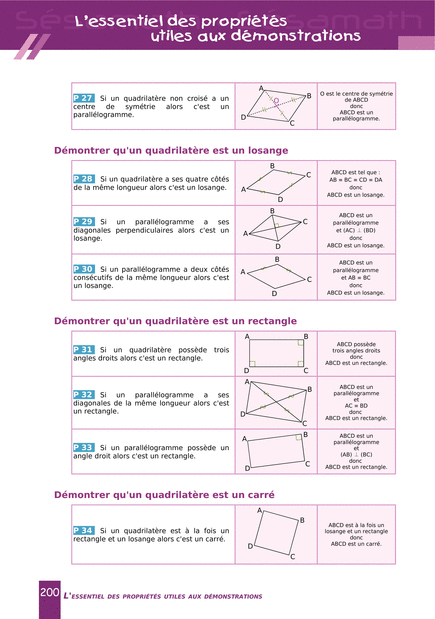 L'essentiel des propriétés
utiles aux démonstrations
P 27 Si un quadrilatère non croisé a un
centre de symétrie alors c'est un
parallélogramme.
A
B
O
D
C
O est le centre de symétrie
de ABCD
donc
ABCD est un
parallélogramme.
Démontrer qu'un quadrilatère est un losange
P 28 Si un quadrilatère a ses quatre côtés
de la même longueur alors c'est un losange.
B
C
A
D
ABCD est tel que :
AB = BC = CD = DA
donc
ABCD est un losange.
P 29 Si un parallélogramme a ses
diagonales perpendiculaires alors c'est un
losange.
B
C
A
D
ABCD est un
parallélogramme
et (AC) ⊥ (BD)
donc
ABCD est un losange.
P 30 Si un parallélogramme a deux côtés
consécutifs de la même longueur alors c'est
un losange.
B
A
C
D
ABCD est un
parallélogramme
et AB = BC
donc
ABCD est un losange.
Démontrer qu'un quadrilatère est un rectangle
P 31 Si un quadrilatère possède trois
angles droits alors c'est un rectangle.
A
B
D
C
ABCD possède
trois angles droits
donc
ABCD est un rectangle.
P 32 Si un parallélogramme a ses
diagonales de la même longueur alors c'est
un rectangle.
A
B
D
C
ABCD est un
parallélogramme
et
AC = BD
donc
ABCD est un rectangle.
P 33 Si un parallélogramme possède un
angle droit alors c'est un rectangle.
A
B
D
C
ABCD est un
parallélogramme
et
(AB) ⊥ (BC)
donc
ABCD est un rectangle.
Démontrer qu'un quadrilatère est un carré
P 34 Si un quadrilatère est à la fois un
rectangle et un losange alors c'est un carré.
A
B
D
C
ABCD est à la fois un
losange et un rectangle
donc
ABCD est un carré.
200 L'ESSENTIEL DES PROPRIÉTÉS UTILES AUX DÉMONSTRATIONS